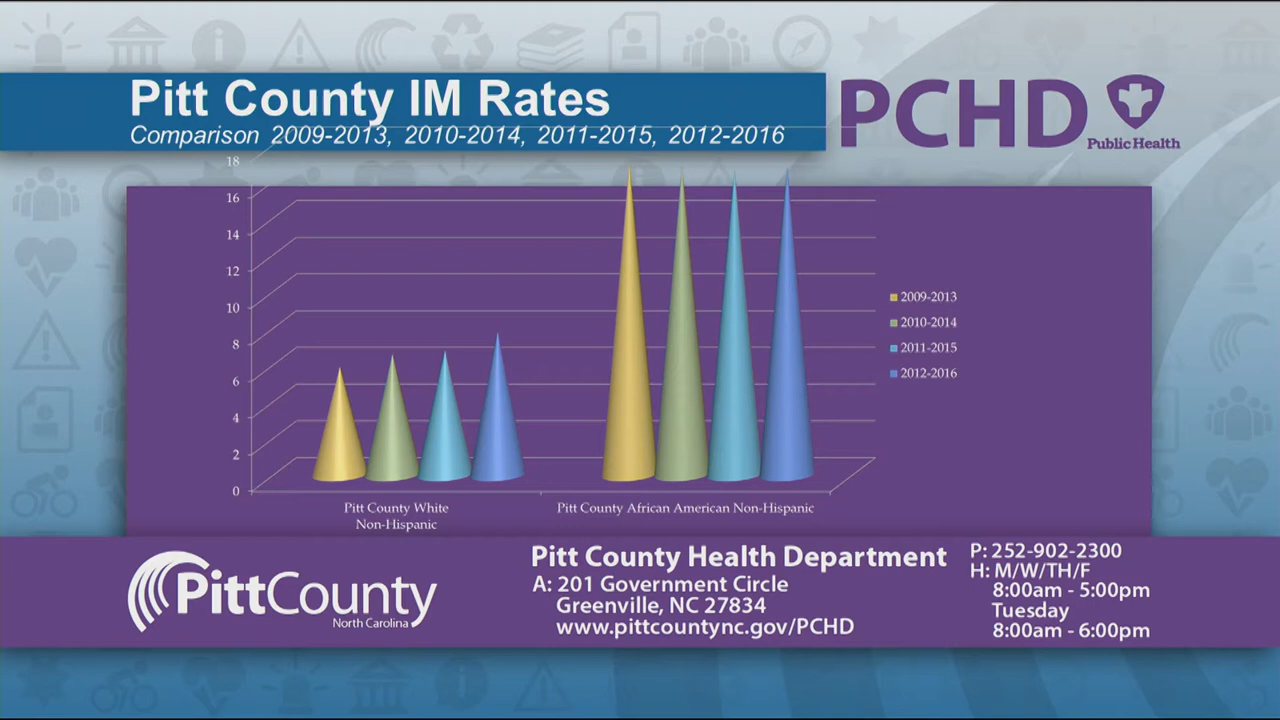 Pitt County IM Rates
Comparison 2009-2013, 2010-2014, 2011-2015, 2012-2016
PCHD
Public Health
18
16
14
12
10
8
6
4
2
0
2009-2013
2010-2014
2011-2015
2012-2016
Pitt County White
Non-Hispanic
Pitt County African American Non-Hispanic
PittCounty
North Carolina
Pitt County Health Department
A: 201 Government Circle
Greenville, NC 27834
www.pittcountync.gov/PCHD
P: 252-902-2300
H: M/W/TH/F
8:00am - 5:00pm
Tuesday
8:00am - 6:00pm